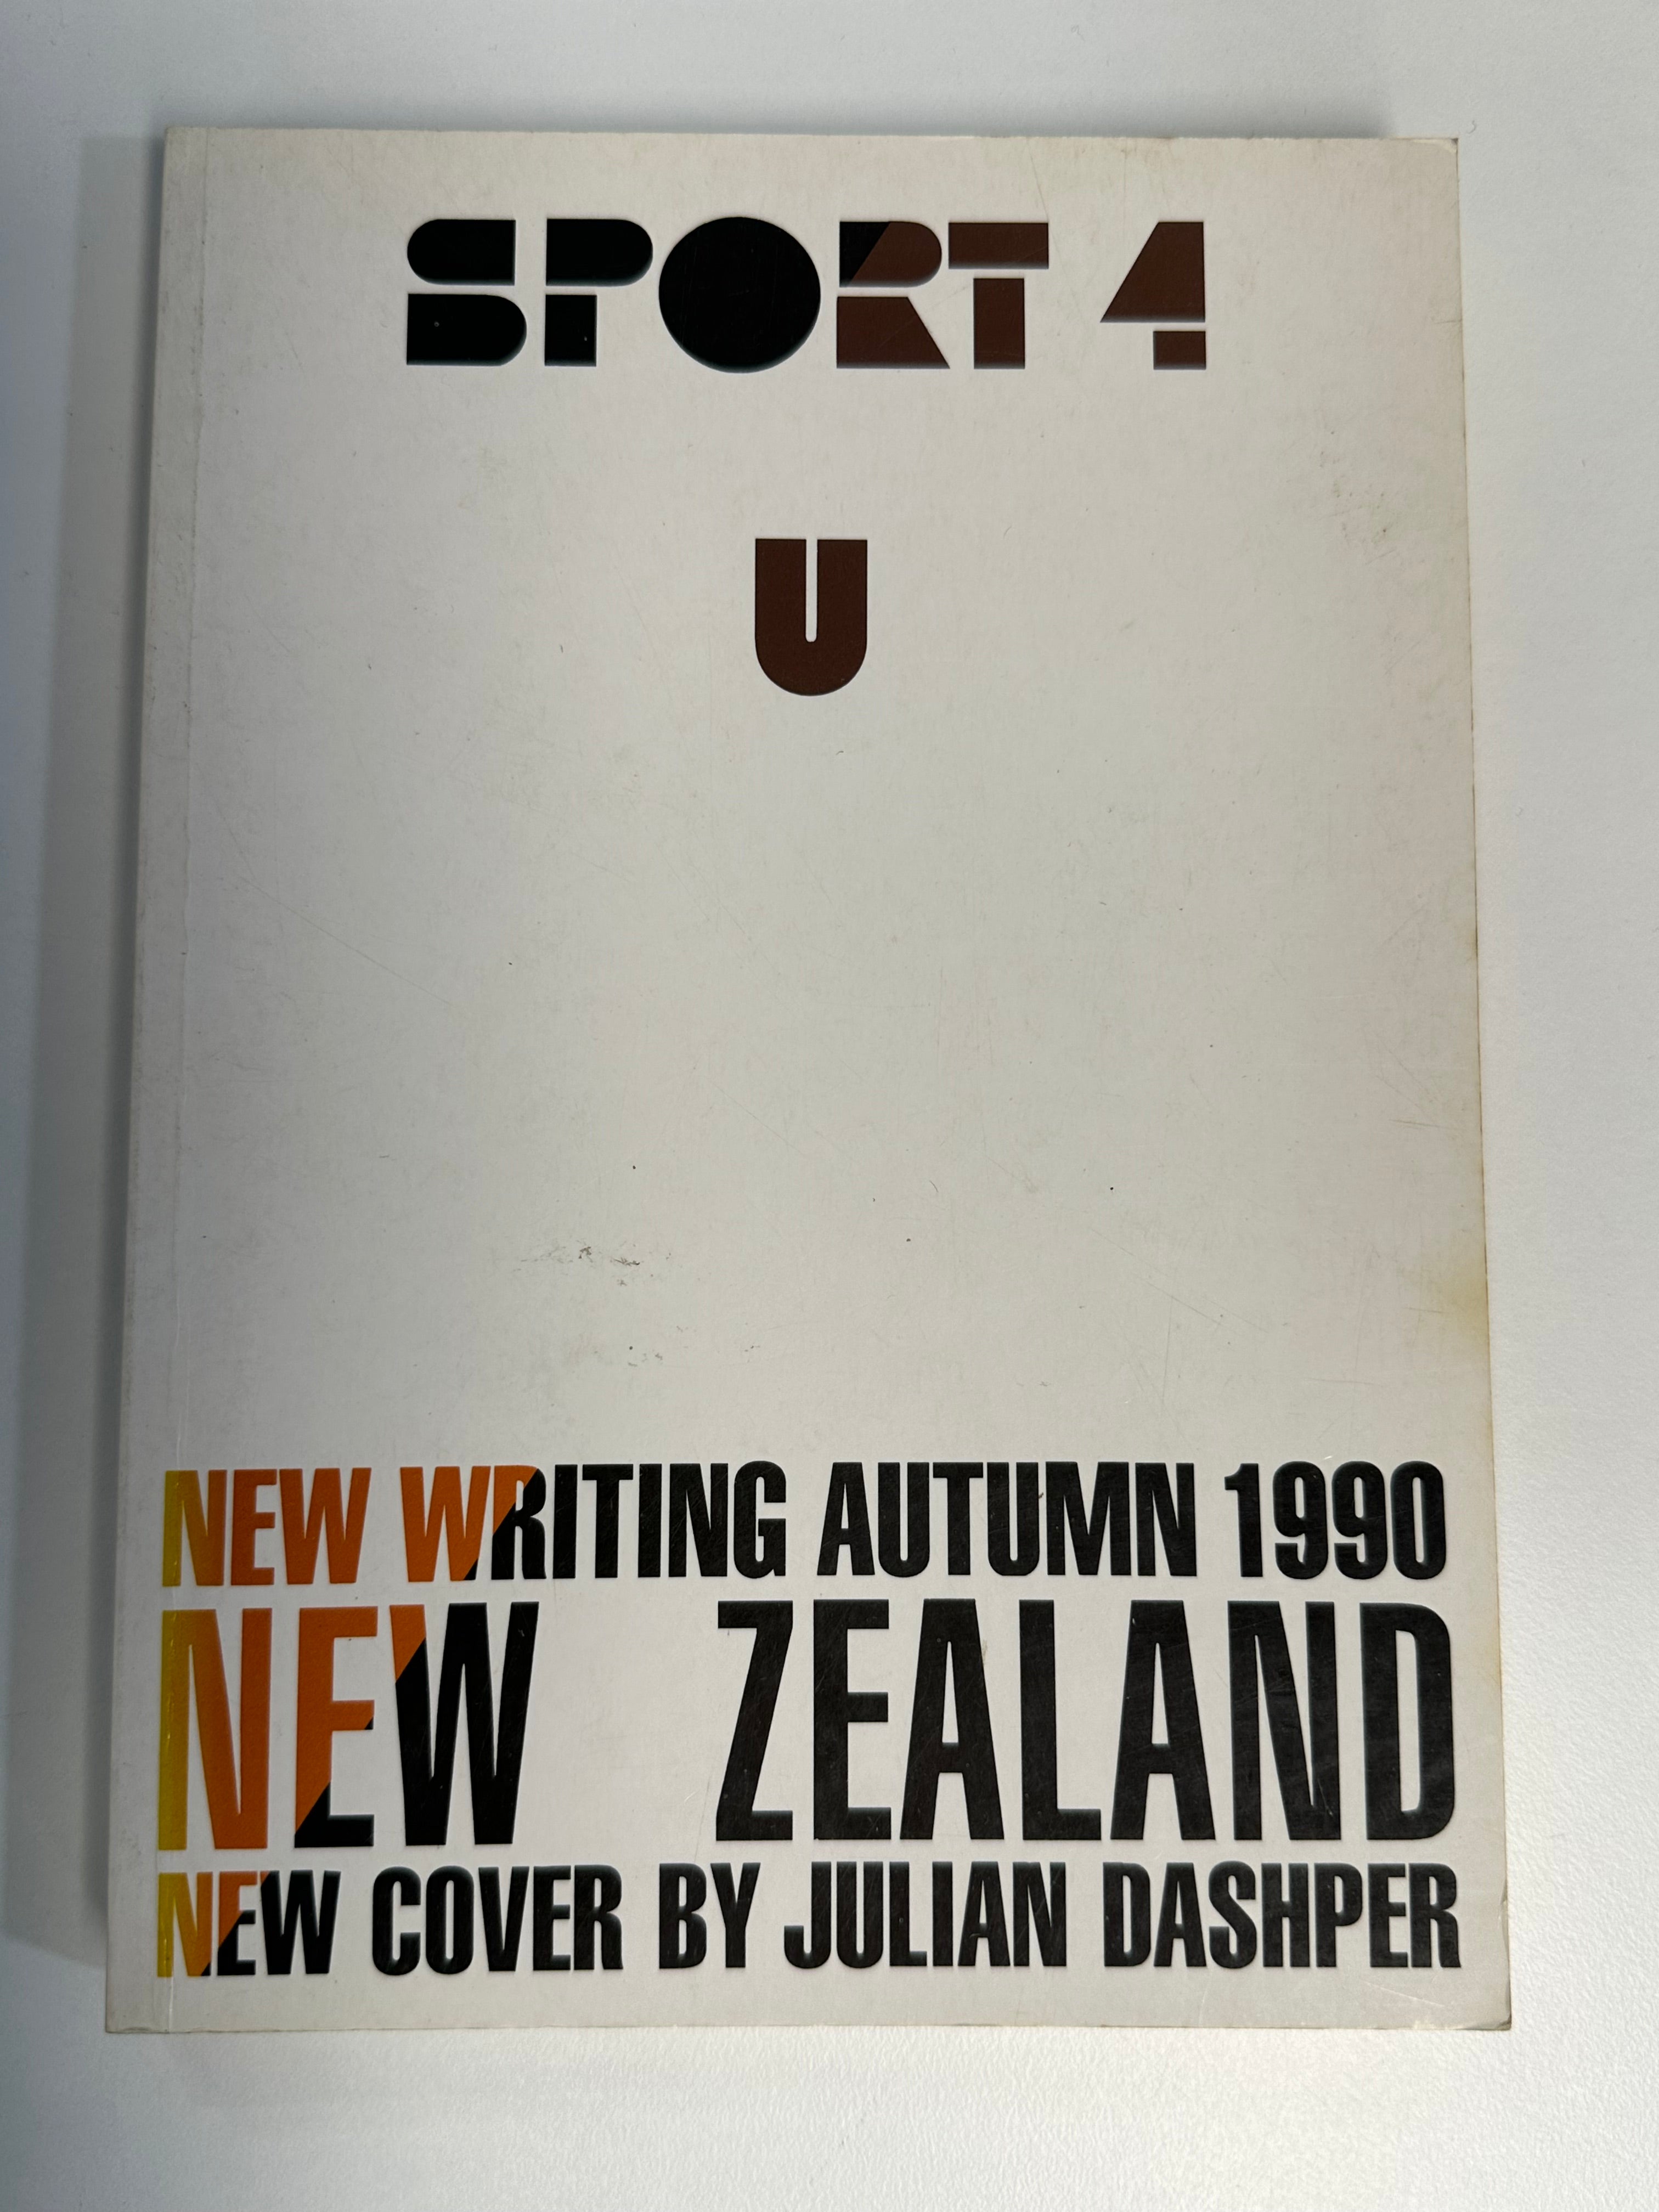 SPORT 4
U
NEW WRITING AUTUMN 1990
NEW ZEALAND
NEW COVER BY JULIAN DASHPER